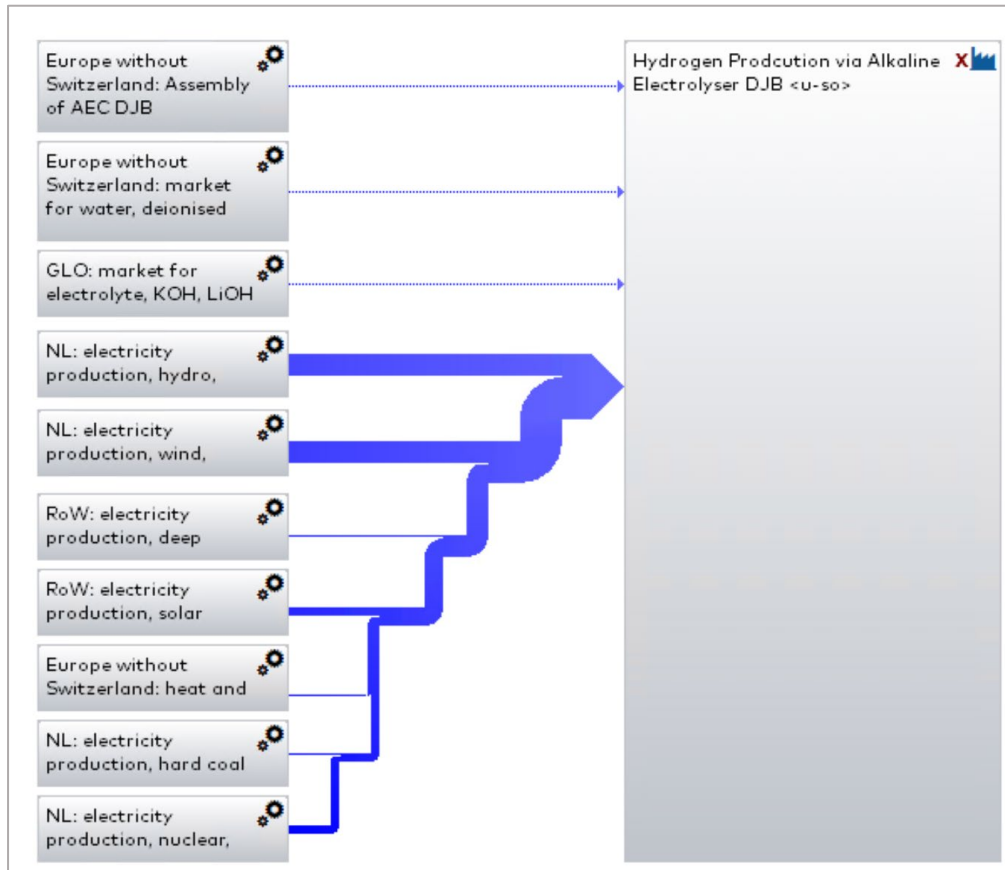 Europe without
Switzerland: Assembly
of AEC DJB
Hydrogen Prodcution via Alkaline X
Electrolyser DJB <u-so>
Europe without
Switzerland: market
for water, deionised
GLO: market for
electrolyte, KOH, LiOH
NL: electricity
production, hydro,
NL: electricity
production, wind,
RoW: electricity
production, deep
RoW: electricity
production, solar
Europe without
Switzerland: heat and
NL: electricity
production, hard coal
NL: electricity
production, nuclear,